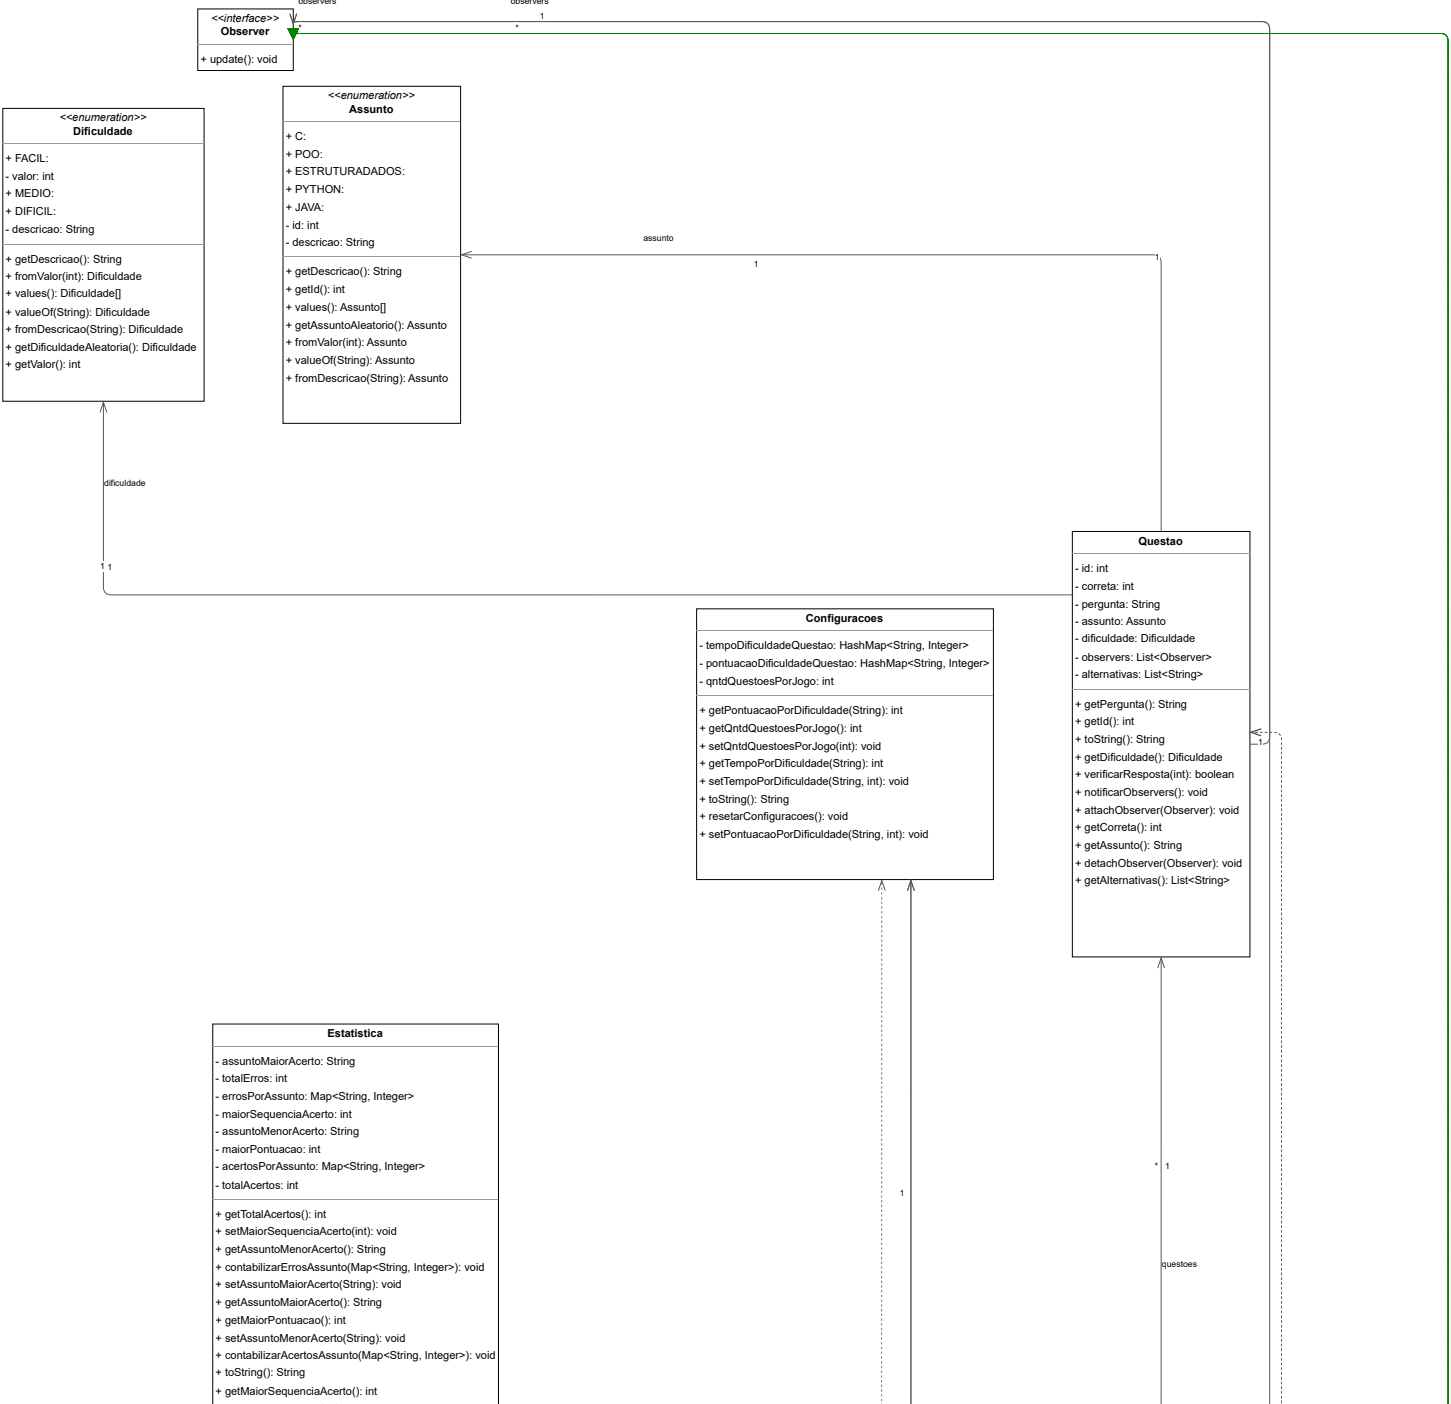 observers
observers
1
<<interface>>
Observer
*
*
+ update(): void
<<enumeration>>
Assunto
+ C:
+ POO:
+ ESTRUTURADADOS:
+ PYTHON:
+ JAVA:
- id: int
- descricao: String
+ getDescricao(): String
+ getId(): int
+ values(): Assunto[]
+ getAssuntoAleatorio(): Assunto
+ fromValor(int): Assunto
+ valueOf(String): Assunto
+ fromDescricao(String): Assunto
<<enumeration>>
Dificuldade
+ FACIL:
- valor: int
+ MEDIO:
+ DIFICIL:
- descricao: String
+ getDescricao(): String
+ fromValor(int): Dificuldade
+ values(): Dificuldade[]
+ valueOf(String): Dificuldade
+ fromDescricao(String): Dificuldade
+ getDificuldadeAleatoria(): Dificuldade
+ getValor(): int
assunto
1
1
dificuldade
1 1
Questao
- id: int
- correta: int
- pergunta: String
- assunto: Assunto
- dificuldade: Dificuldade
- observers: List<Observer>
- alternativas: List<String>
+ getPergunta(): String
+ getId(): int
+ toString(): String
+ getDificuldade(): Dificuldade
+ verificarResposta(int): boolean
+ notificarObservers(): void
+ attachObserver(Observer): void
+ getCorreta(): int
+ getAssunto(): String
+ detachObserver(Observer): void
+ getAlternativas(): List<String>
1
Configuracoes
- tempoDificuldadeQuestao: HashMap<String, Integer>
- pontuacaoDificuldadeQuestao: HashMap<String, Integer>
- qntdQuestoesPorJogo: int
+ getPontuacaoPorDificuldade(String): int
+ getQntdQuestoesPorJogo(): int
+ setQntdQuestoesPorJogo(int): void
+ getTempoPorDificuldade(String): int
+ setTempoPorDificuldade(String, int): void
+ toString(): String
+ resetarConfiguracoes(): void
+ setPontuacaoPorDificuldade(String, int): void
Estatistica
- assuntoMaiorAcerto: String
- totalErros: int
- errosPorAssunto: Map<String, Integer>
- maiorSequenciaAcerto: int
- assuntoMenorAcerto: String
- maiorPontuacao: int
- acertosPorAssunto: Map<String, Integer>
- totalAcertos: int
+ getTotalAcertos(): int
+ setMaiorSequenciaAcerto(int): void
+ getAssuntoMenorAcerto(): String
+ contabilizarErrosAssunto(Map<String, Integer>): void
+ setAssuntoMaiorAcerto(String): void
+ getAssuntoMaiorAcerto(): String
+ getMaiorPontuacao(): int
+ setAssuntoMenorAcerto(String): void
+ contabilizarAcertosAssunto(Map<String, Integer>): void
+ toString(): String
+ getMaiorSequenciaAcerto(): int
1
* 1
questoes